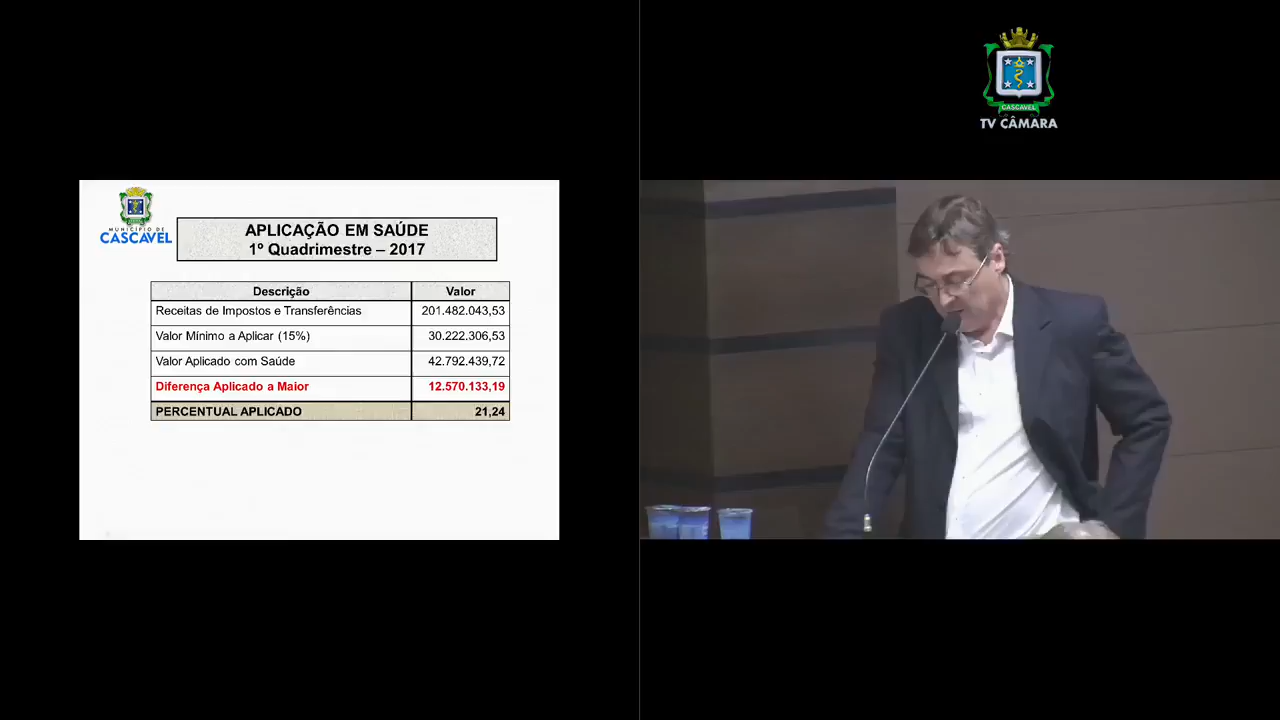 CASCAVEL
TV CÂMARA
MUNICÍPIO DE
CASCAVEL
APLICAÇÃO EM SAÚDE
1º Quadrimestre – 2017
Descrição Valor
Receitas de Impostos e Transferências 201.482.043,53
Valor Mínimo a Aplicar (15%) 30.222.306,53
Valor Aplicado com Saúde 42.792.439,72
Diferença Aplicado a Maior 12.570.133,19
PERCENTUAL APLICADO 21,24